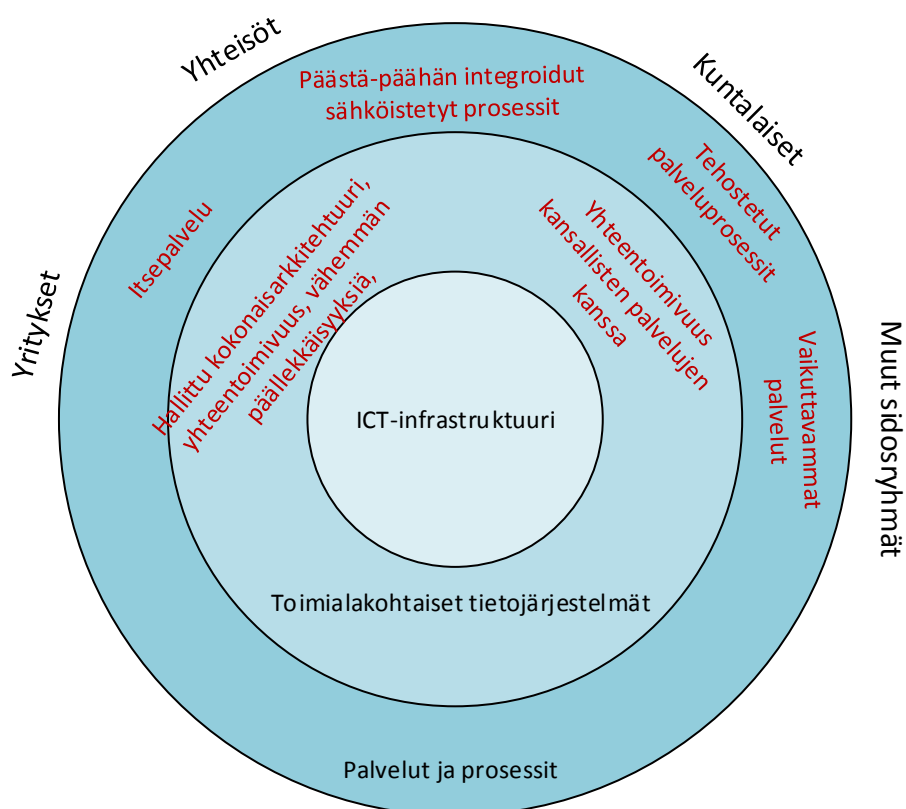 Yhteisöt
Kuntalaiset
Yritykset
Muut sidosryhmät
Päästä-päähän integroidut
sähköistetyt prosessit
Itsepalvelu
Tehostetut
palveluprosessit
Vaikuttavammat
palvelut
Hallittu kokonaisarkkitehtuuri,
yhteentoimivuus, vähemmän
päällekkäisyyksiä,
Yhteentoimivuus
kansallisten palvelujen
kanssa
ICT-infrastruktuuri
Toimialakohtaiset tietojärjestelmät
Palvelut ja prosessit